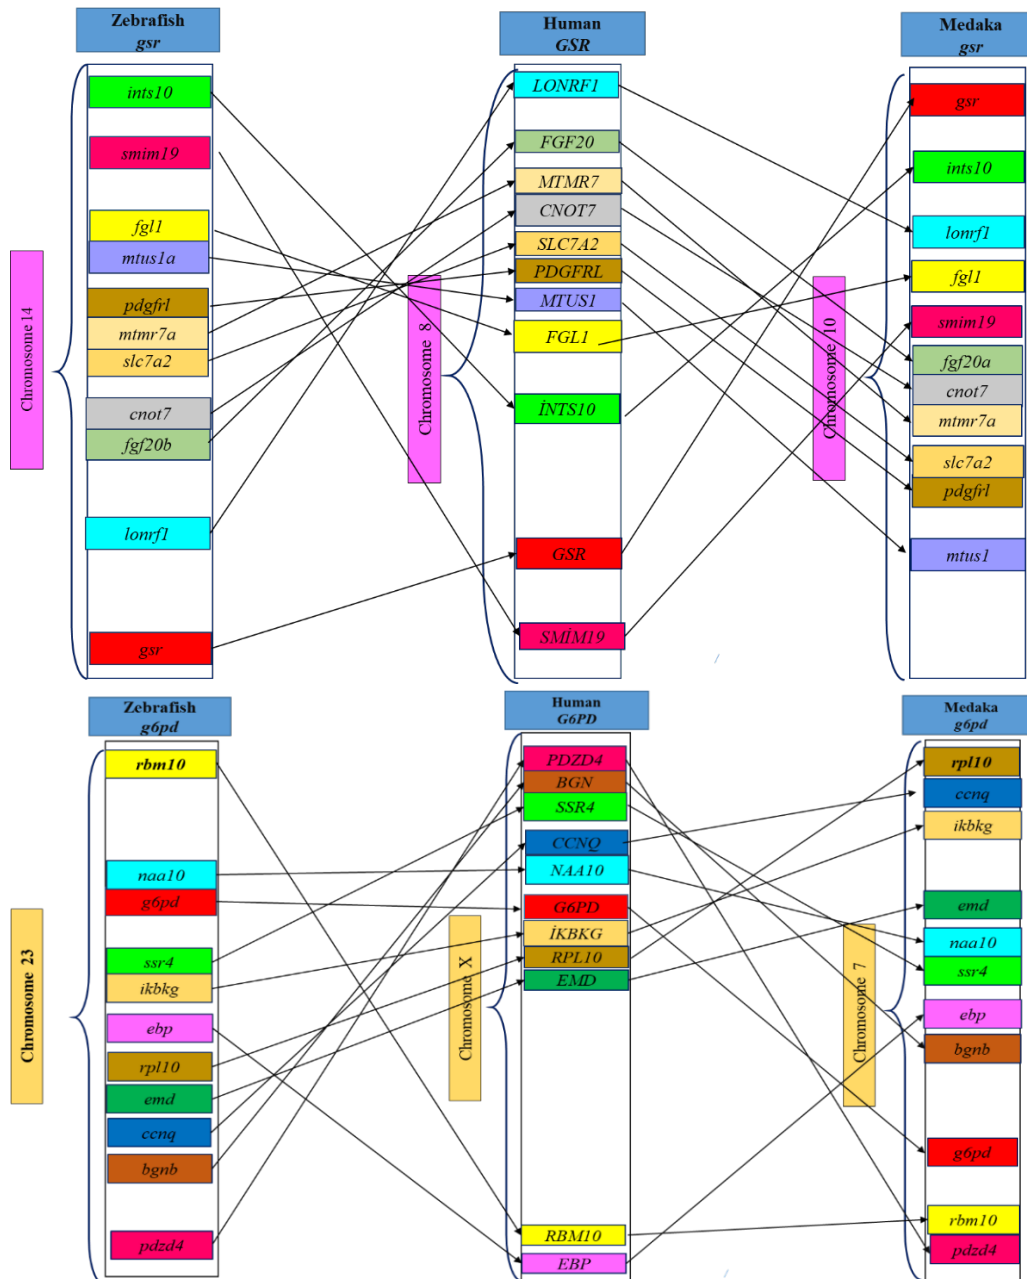 Zebrafish
gsr
ints10
smim19
fgl1
mtus1a
pdgfrl
mtmr7a
slc7a2
cnot7
fgf20b
lonrf1
gsr
Chromosome 14
Human
GSR
LONRF1
FGF20
MTMR7
CNOT7
SLC7A2
PDGFRL
MTUS1
FGL1
İNTS10
GSR
SMİM19
Chromosome 8
Medaka
gsr
gsr
ints10
lonrf1
fgl1
smim19
fgf20a
cnot7
mtmr7a
slc7a2
pdgfrl
mtus1
Chromosome 10
Zebrafish
g6pd
rbm10
naa10
g6pd
ssr4
ikbkg
ebp
rpl10
emd
ccnq
bgnb
pdzd4
Chromosome 23
Human
G6PD
PDZD4
BGN
SSR4
CCNQ
NAA10
G6PD
İKBKG
RPL10
EMD
RBM10
EBP
Chromosome X
Medaka
g6pd
rpl10
ccnq
ikbkg
emd
naa10
ssr4
ebp
bgnb
g6pd
rbm10
pdzd4
Chromosome 7